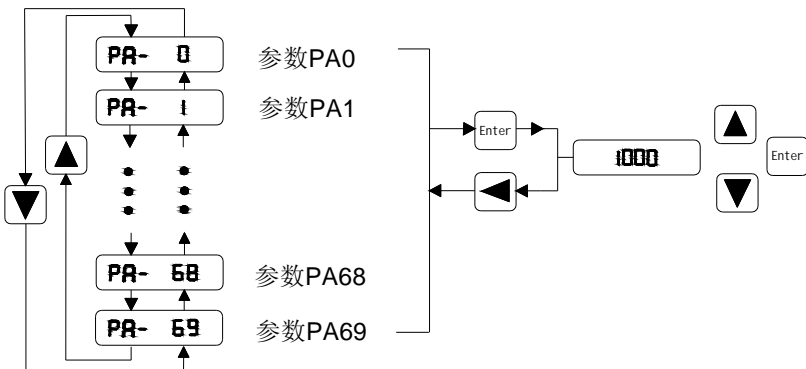 PA- 0 参数PA0
PA- 1 参数PA1
Enter
1000
Enter
PA- 68 参数PA68
PA- 69 参数PA69